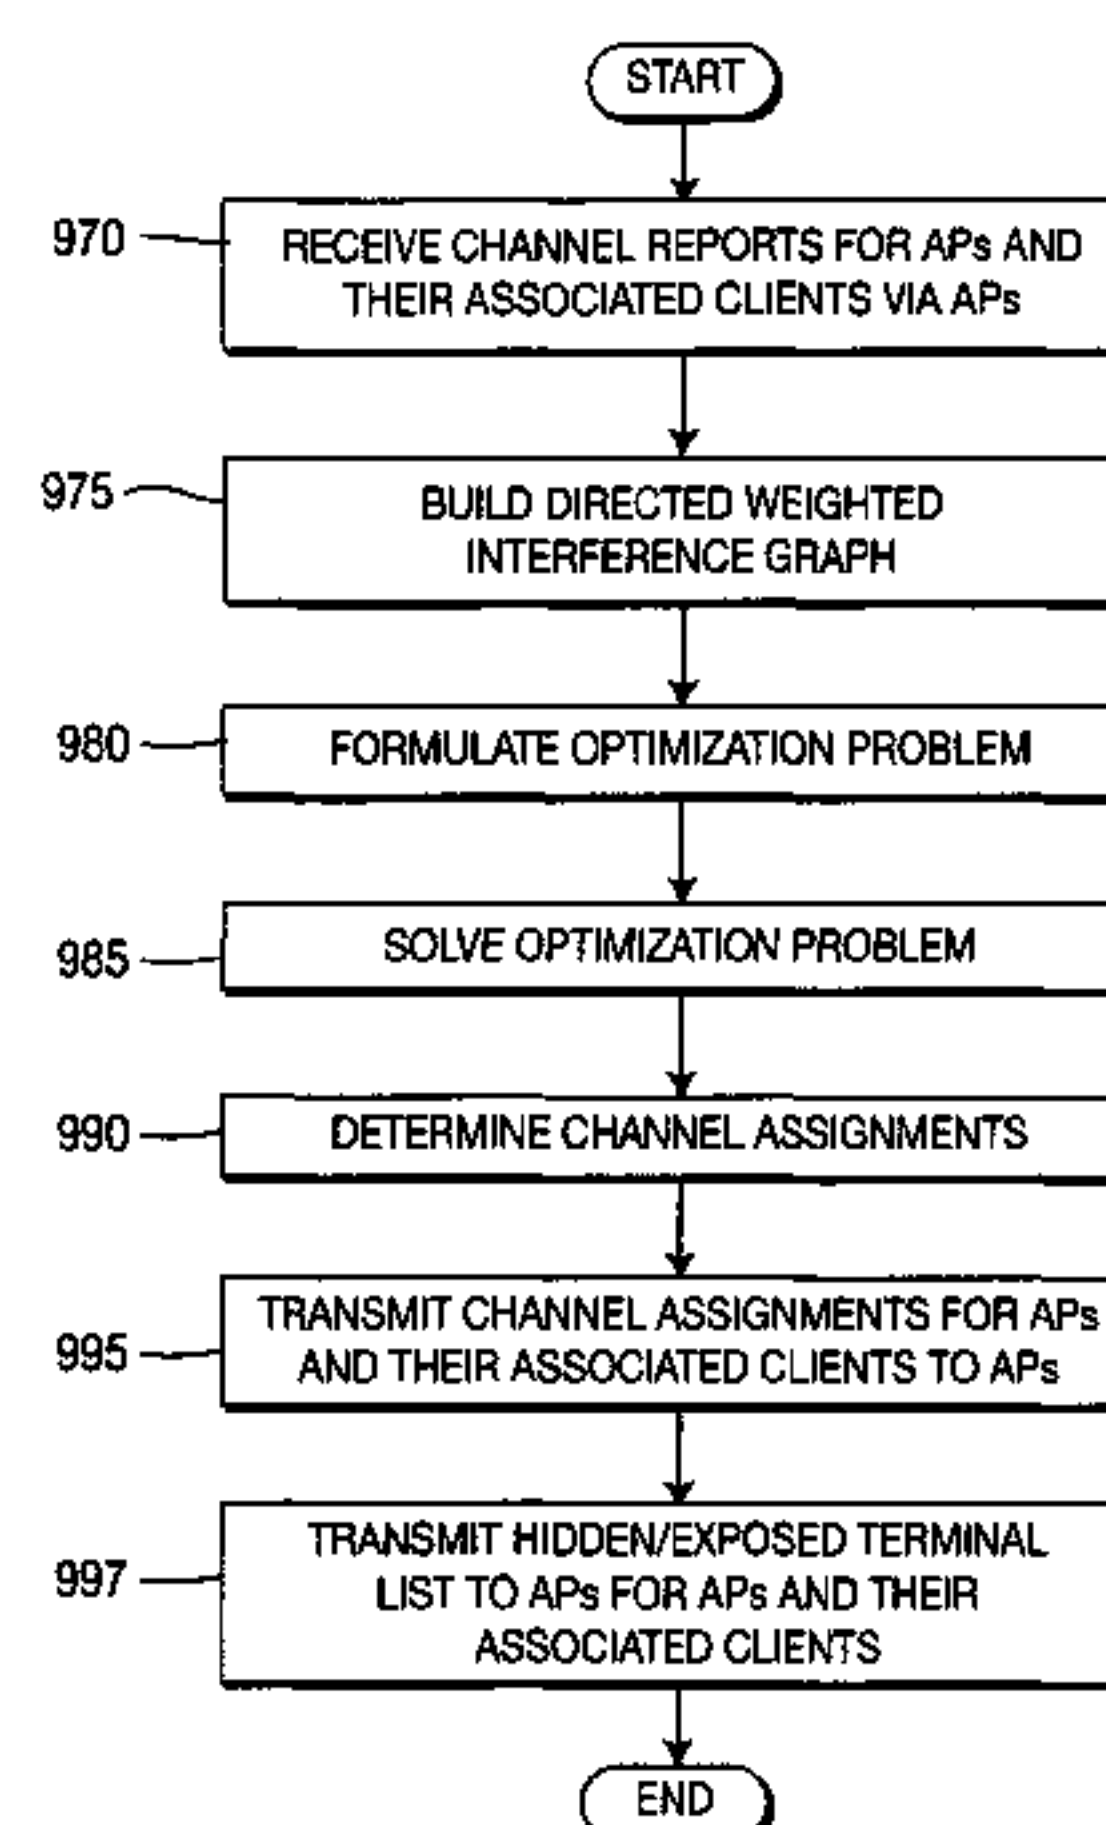 START
970
RECEIVE CHANNEL REPORTS FOR APs AND
THEIR ASSOCIATED CLIENTS VIA APs
975
BUILD DIRECTED WEIGHTED
INTERFERENCE GRAPH
980
FORMULATE OPTIMIZATION PROBLEM
985
SOLVE OPTIMIZATION PROBLEM
990
DETERMINE CHANNEL ASSIGNMENTS
995
TRANSMIT CHANNEL ASSIGNMENTS FOR APs
AND THEIR ASSOCIATED CLIENTS TO APs
997
TRANSMIT HIDDEN/EXPOSED TERMINAL
LIST TO APs FOR APs AND THEIR
ASSOCIATED CLIENTS
END